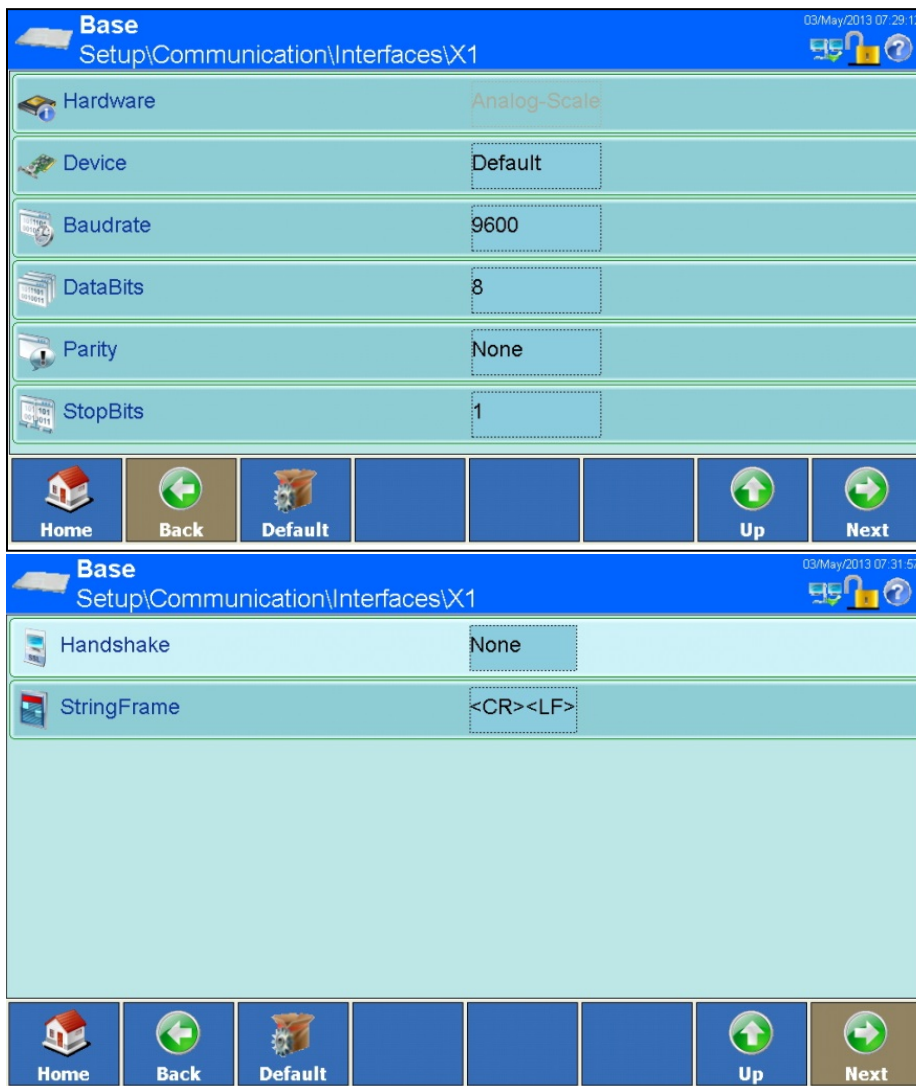 Base
03/May/2013 07:29:12
Setup\Communication\Interfaces\X1
Hardware Analog-Scale
Device Default
Baudrate 9600
DataBits 8
Parity None
StopBits 1
Home Back Default Up Next
Base
03/May/2013 07:31:57
Setup\Communication\Interfaces\X1
Handshake None
StringFrame <CR><LF>
Home Back Default Up Next